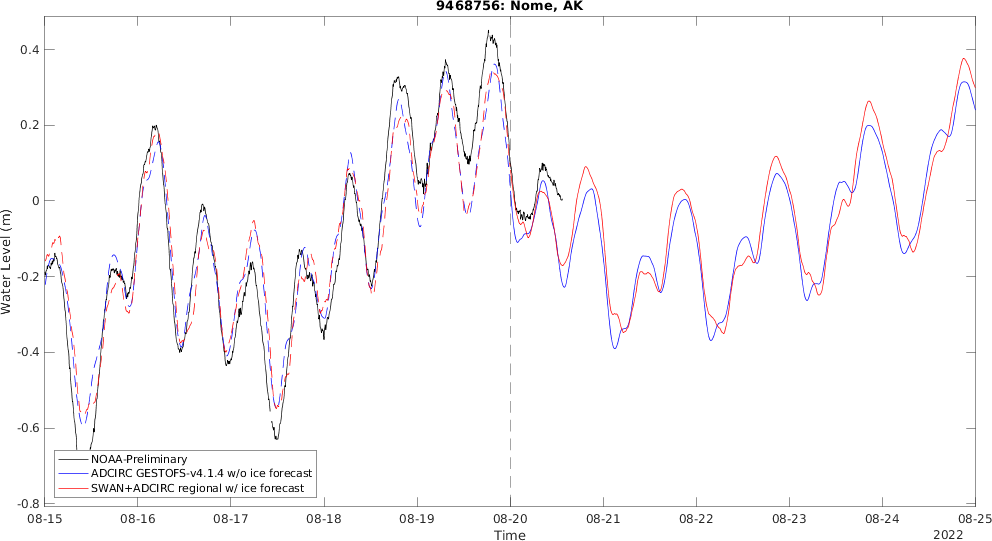 9468756: Nome, AK
Water Level (m)
0.4
0.2
0
-0.2
-0.4
-0.6
-0.8
NOAA-Preliminary
ADCIRC GESTOFS-v4.1.4 w/o ice forecast
SWAN+ADCIRC regional w/ ice forecast
08-15 08-16 08-17 08-18 08-19 08-20 08-21 08-22 08-23 08-24 08-25
Time
2022